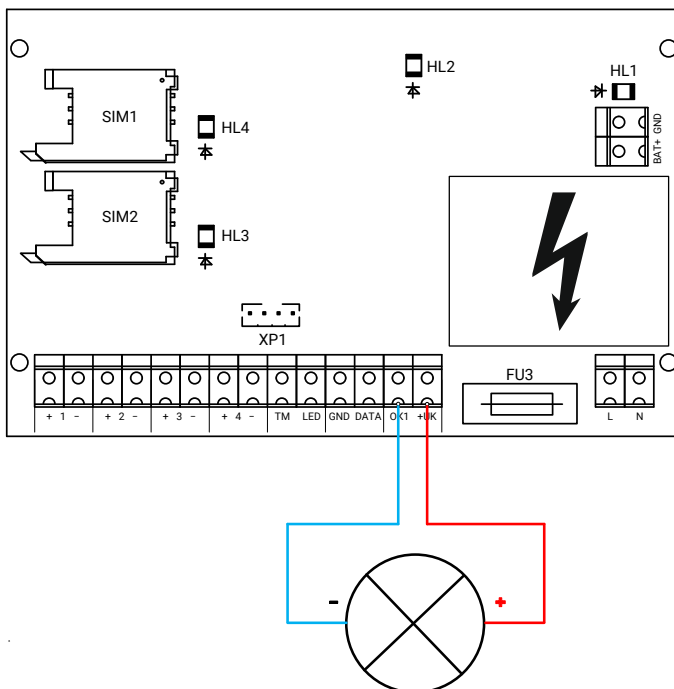 HL2
HL1
SIM1
HL4
BAT+ GND
SIM2
HL3
XP1
FU3
+ 1 − + 2 − + 3 − + 4 − TM LED GND DATA OK1 +UK L N
− +